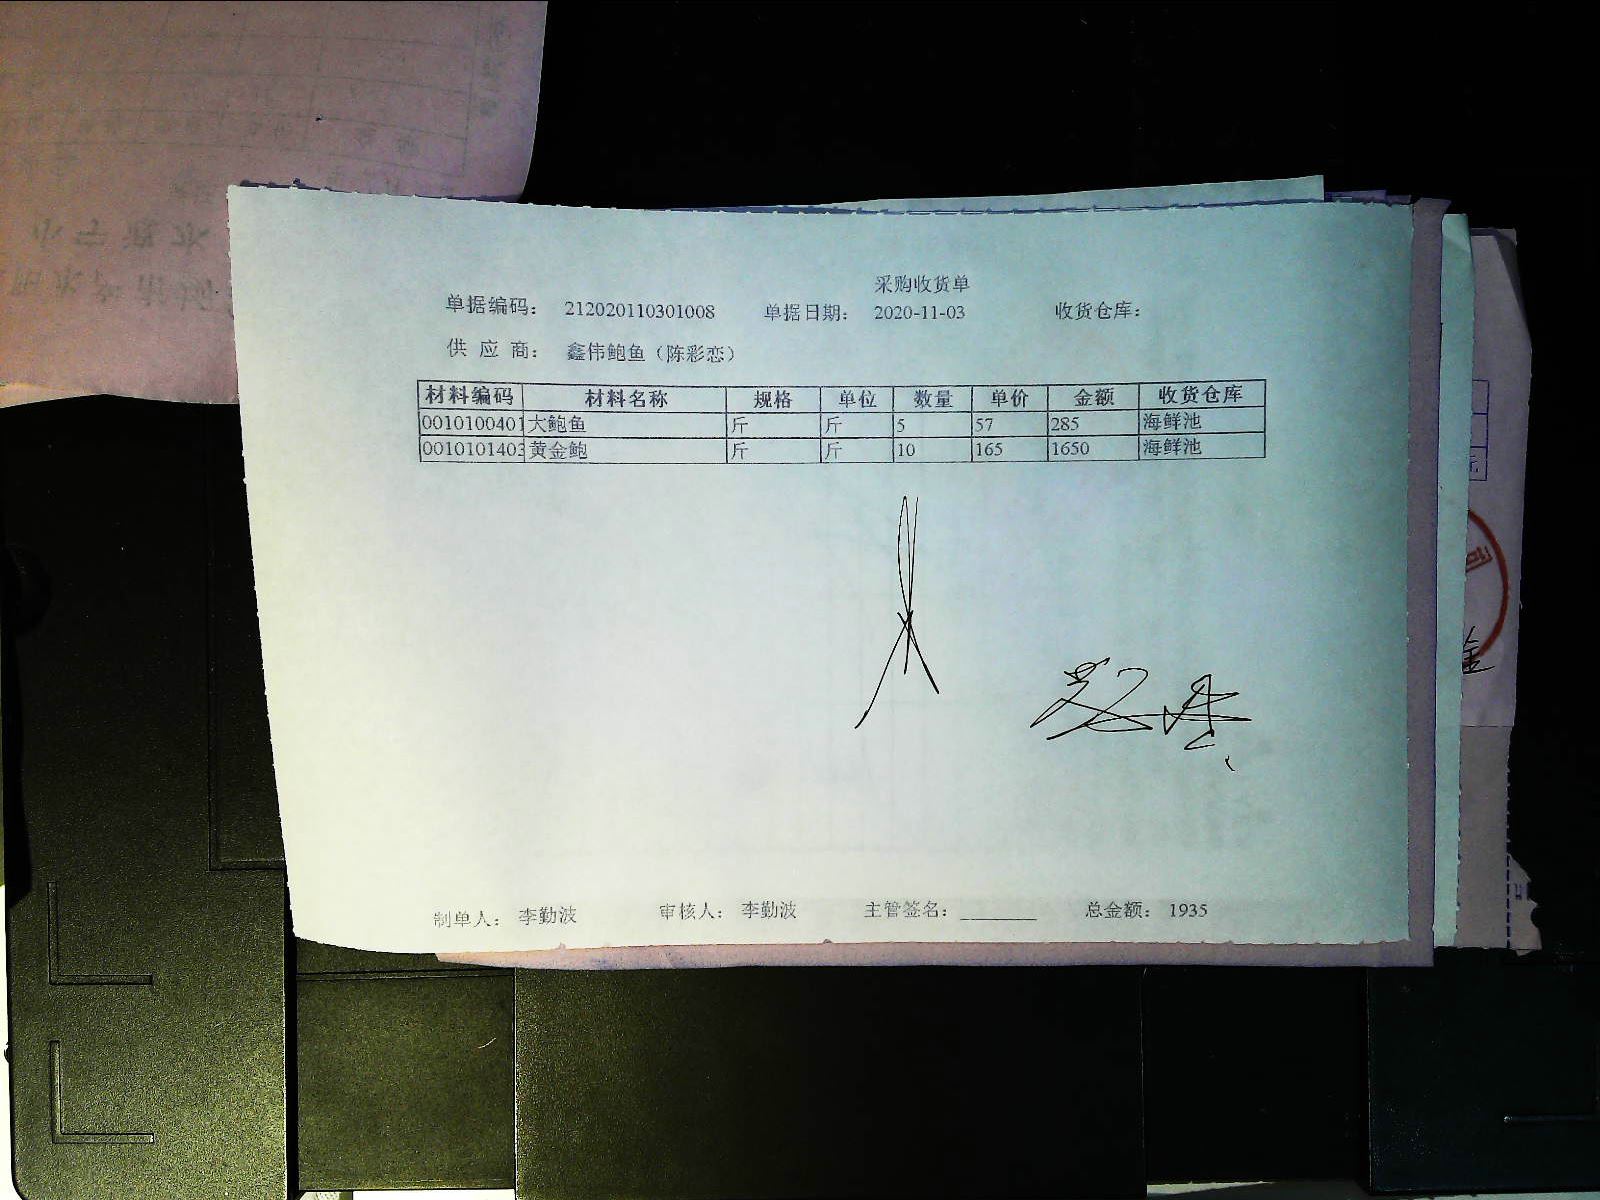 采购收货单
单据编码： 212020110301008 单据日期： 2020-11-03 收货仓库：
供 应 商： 鑫伟鲍鱼（陈彩恋）
材料编码 材料名称 规格 单位 数量 单价 金额 收货仓库
0010100401 大鲍鱼 斤 斤 5 57 285 海鲜池
0010101403 黄金鲍 斤 斤 10 165 1650 海鲜池
制单人： 李勤波 审核人： 李勤波 主管签名：________ 总金额： 1935